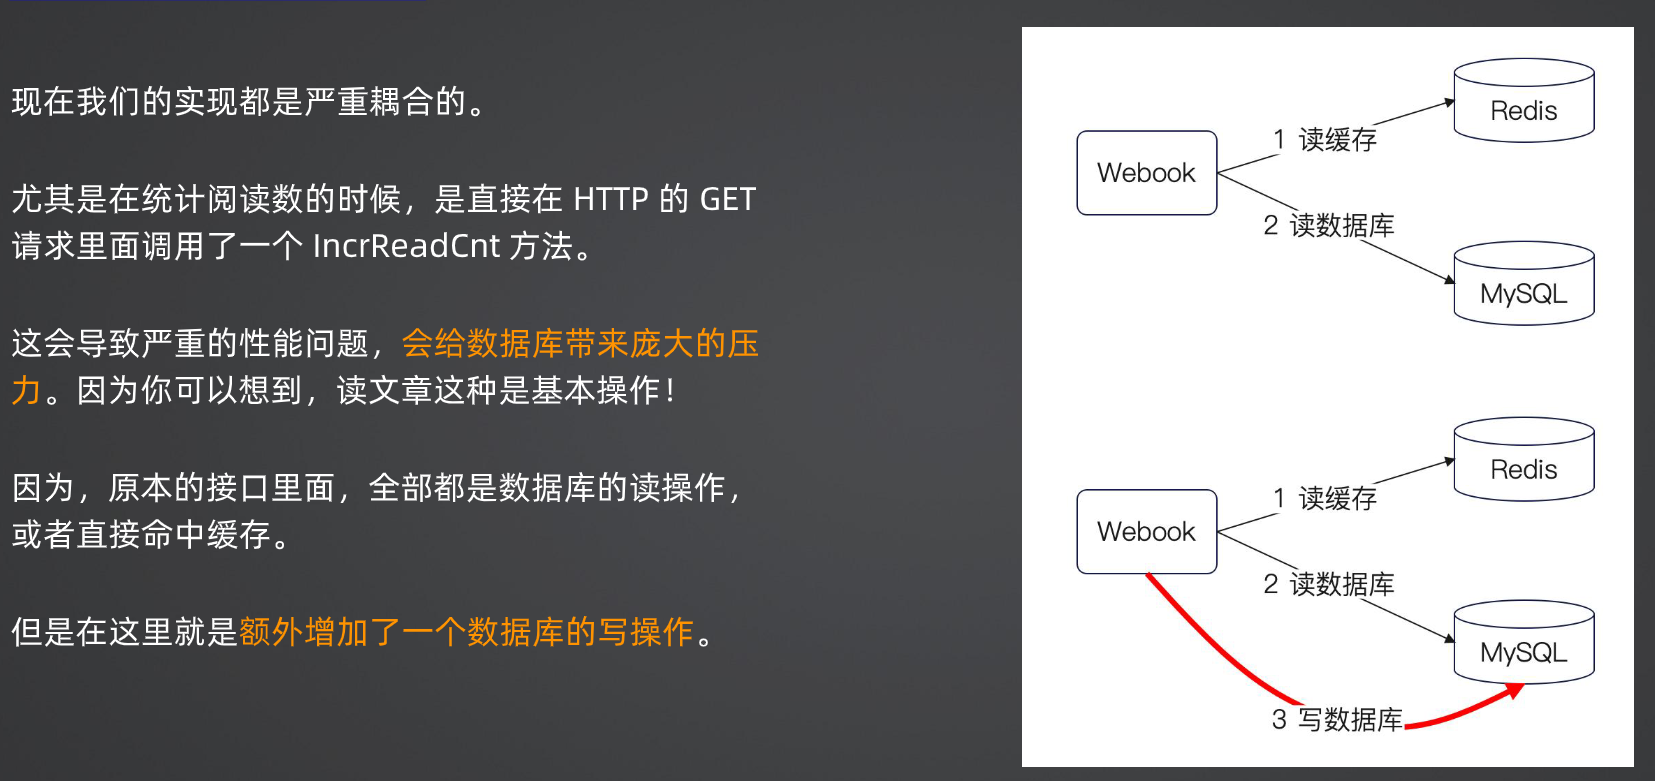 现在我们的实现都是严重耦合的。
尤其是在统计阅读数的时候，是直接在 HTTP 的 GET
请求里面调用了一个 IncrReadCnt 方法。
这会导致严重的性能问题，会给数据库带来庞大的压
力。因为你可以想到，读文章这种是基本操作！
因为，原本的接口里面，全部都是数据库的读操作，
或者直接命中缓存。
但是在这里就是额外增加了一个数据库的写操作。
Redis
1 读缓存
Webook
2 读数据库
MySQL
Redis
1 读缓存
Webook
2 读数据库
MySQL
3 写数据库